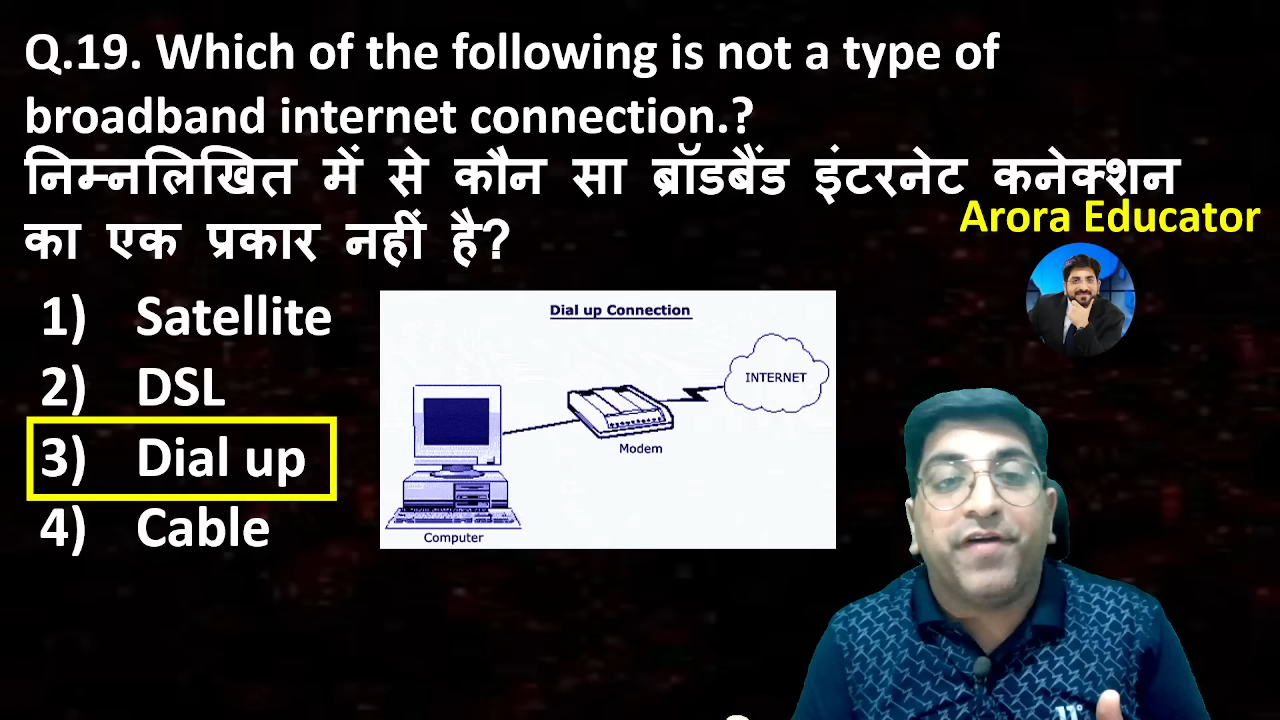 Q.19. Which of the following is not a type of
broadband internet connection.?
निम्नलिखित में से कौन सा ब्रॉडबैंड इंटरनेट कनेक्शन
का एक प्रकार नहीं है?
Arora Educator
1) Satellite
2) DSL
3) Dial up
4) Cable
Dial up Connection
INTERNET
Modem
Computer